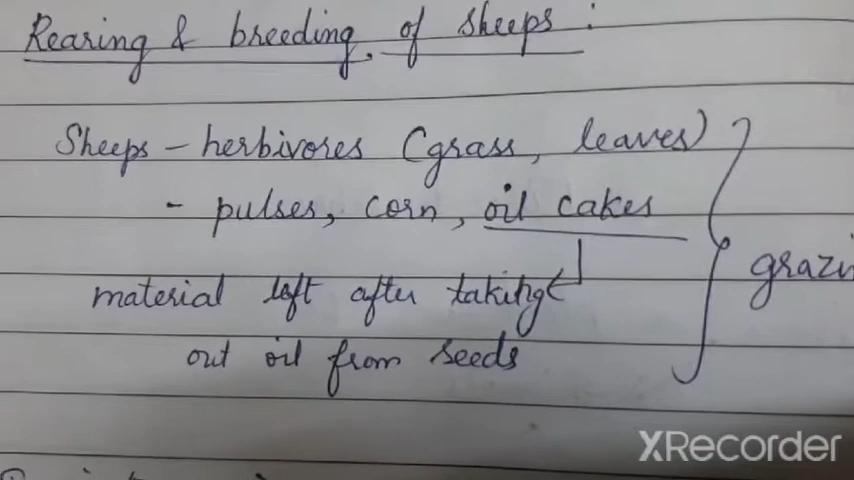 Rearing & breeding of sheeps :
Sheeps - herbivores (grass, leaves)
- pulses, corn, oil cakes
grazi
material left after taking
out oil from seeds
XRecorder